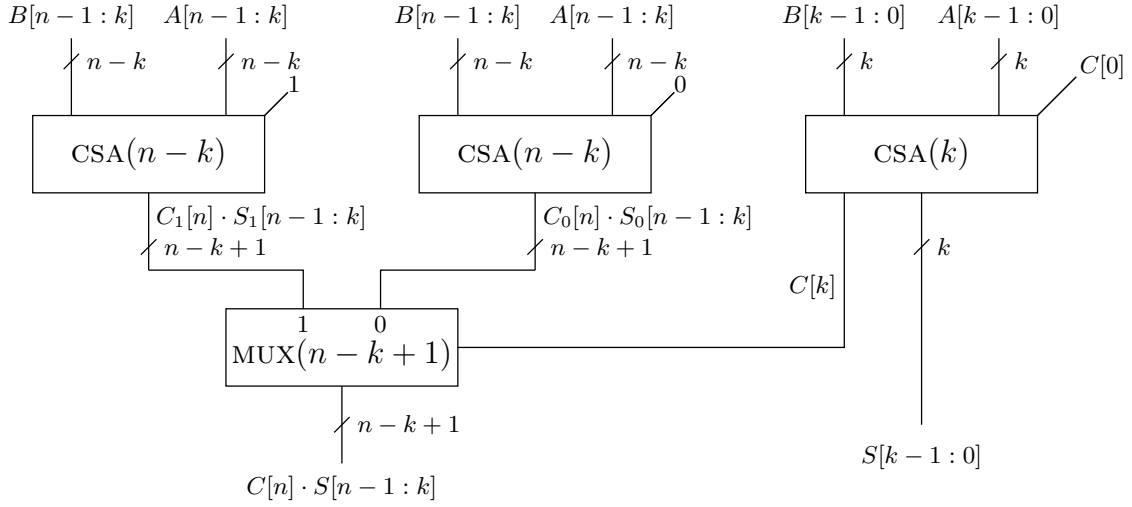 B[n−1 : k] A[n−1 : k] B[n−1 : k] A[n−1 : k] B[k−1 : 0] A[k−1 : 0]
n−k n−k n−k n−k k k C[0]
1 0
CSA(n−k) CSA(n−k) CSA(k)
C₁[n] · S₁[n−1 : k] C₀[n] · S₀[n−1 : k]
n−k+1 n−k+1 k
C[k]
1 0
MUX(n−k+1)
n−k+1
S[k−1 : 0]
C[n] · S[n−1 : k]